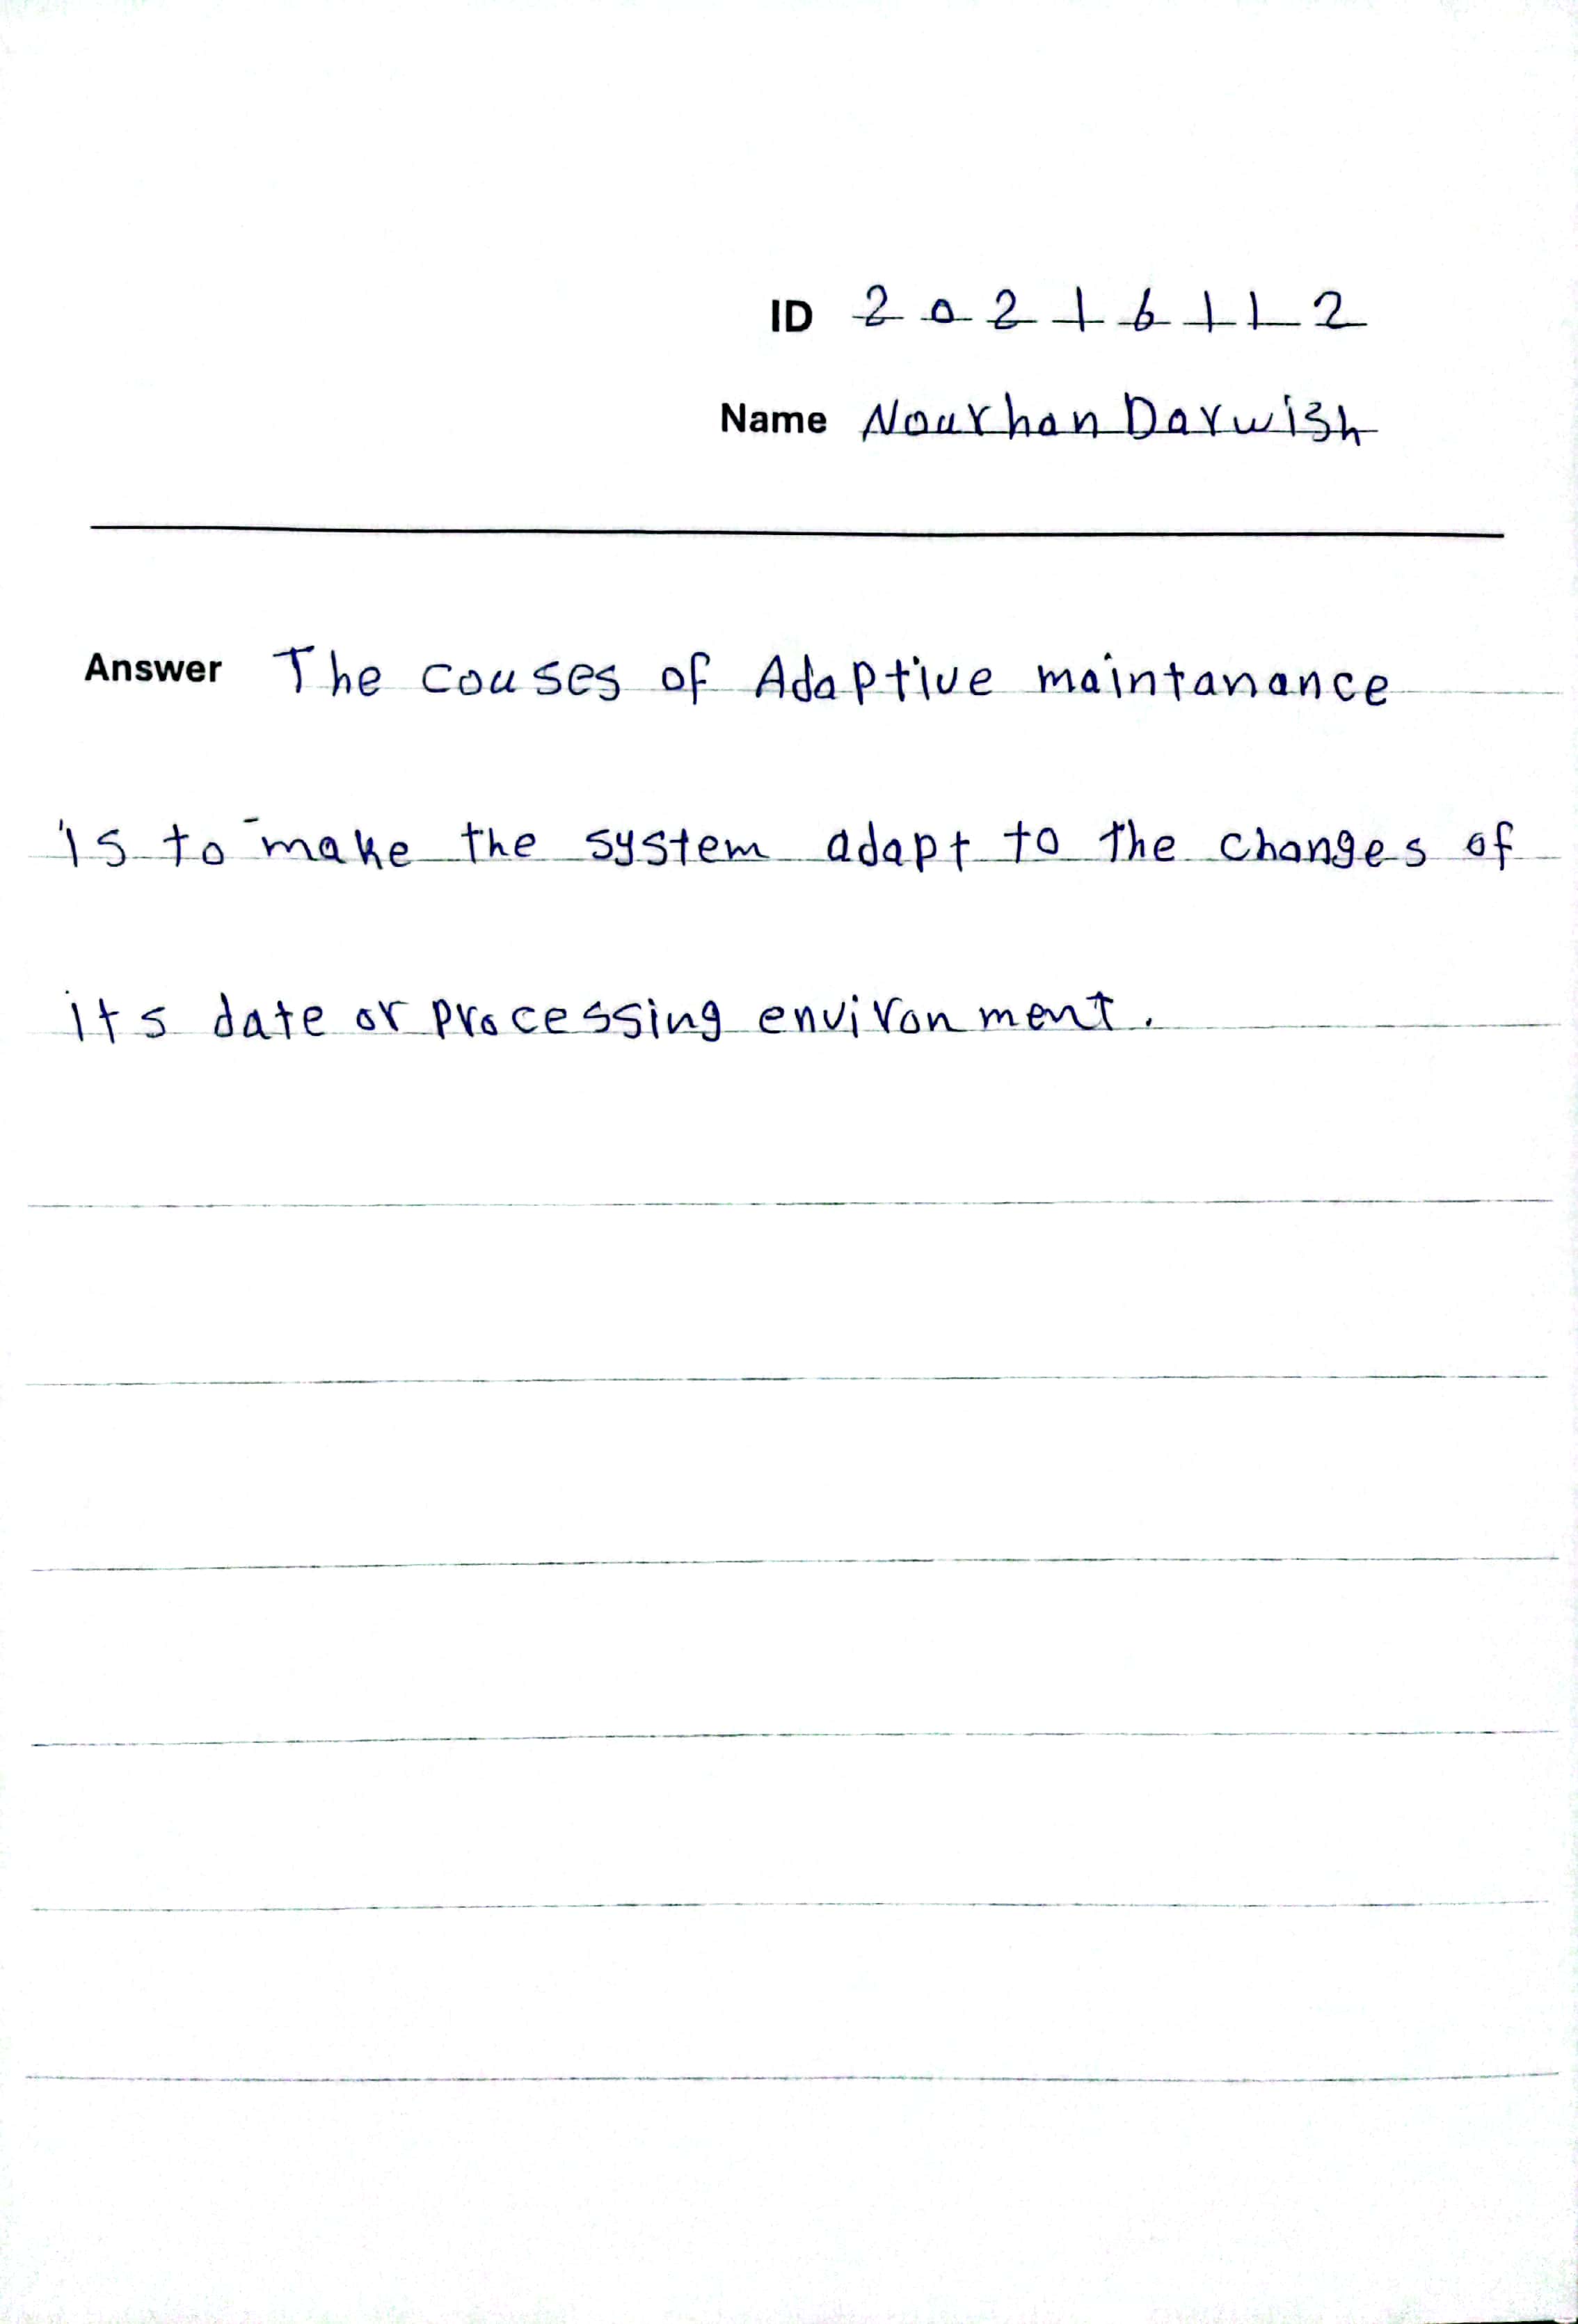 ID 20216112
Name Nourhan Darwish
Answer The couses of Adaptive maintanance
is to make the system adapt to the changes of
its date or processing environment.